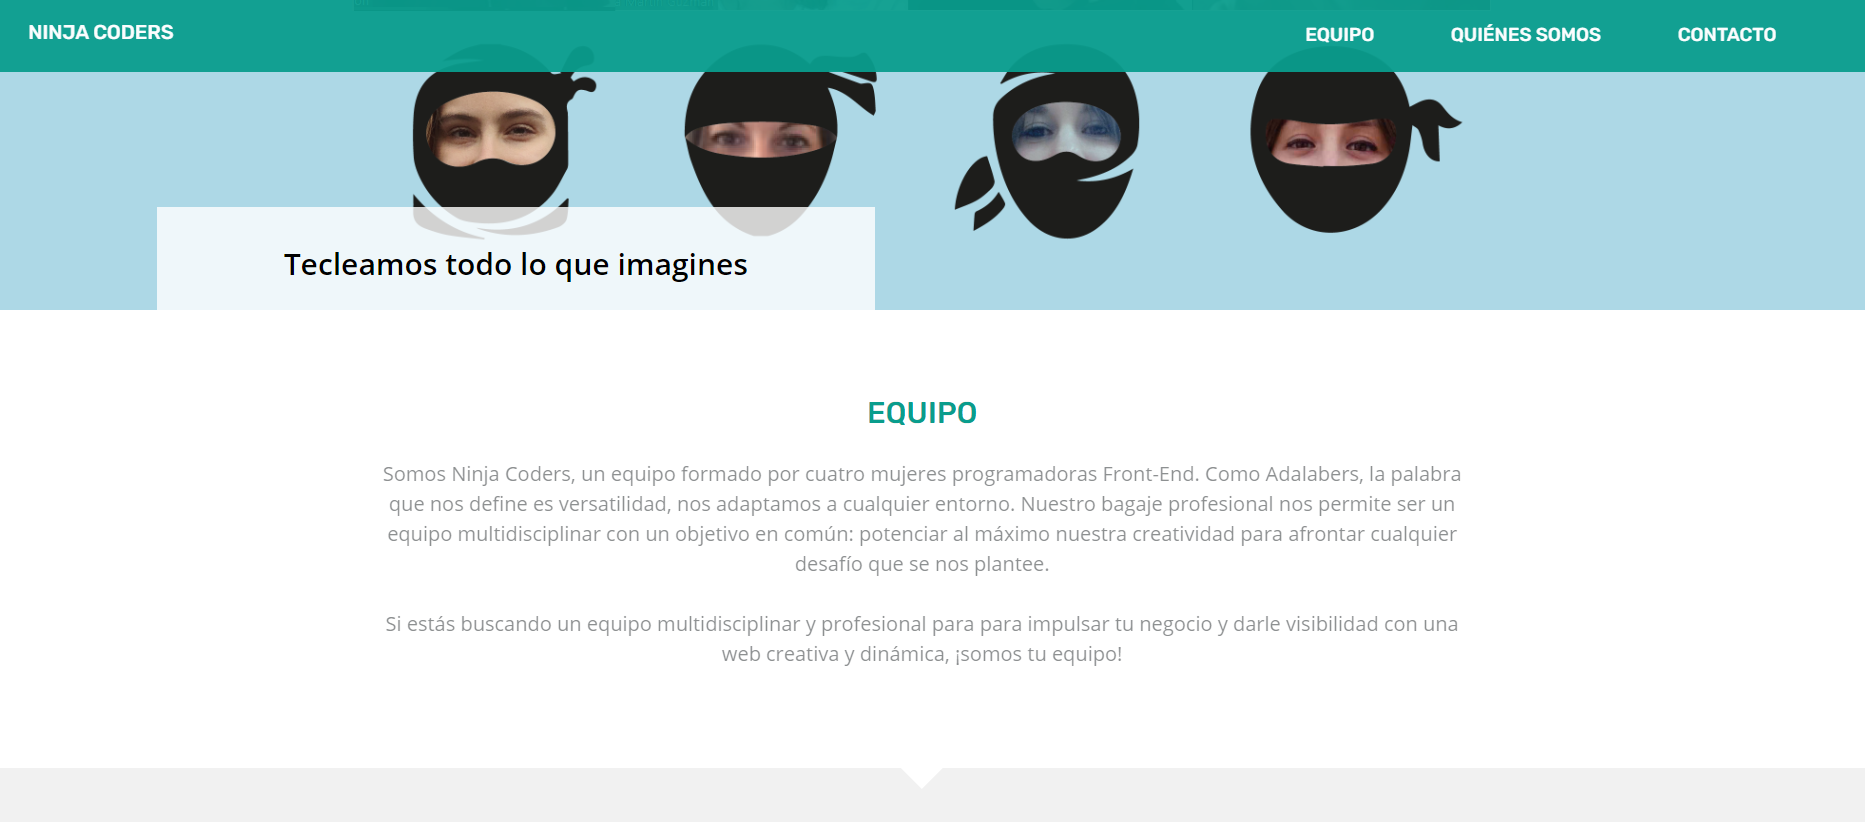 NINJA CODERS
EQUIPO
QUIÉNES SOMOS
CONTACTO
Tecleamos todo lo que imagines
EQUIPO
Somos Ninja Coders, un equipo formado por cuatro mujeres programadoras Front-End. Como Adalabers, la palabra
que nos define es versatilidad, nos adaptamos a cualquier entorno. Nuestro bagaje profesional nos permite ser un
equipo multidisciplinar con un objetivo en común: potenciar al máximo nuestra creatividad para afrontar cualquier
desafío que se nos plantee.
Si estás buscando un equipo multidisciplinar y profesional para para impulsar tu negocio y darle visibilidad con una
web creativa y dinámica, ¡somos tu equipo!